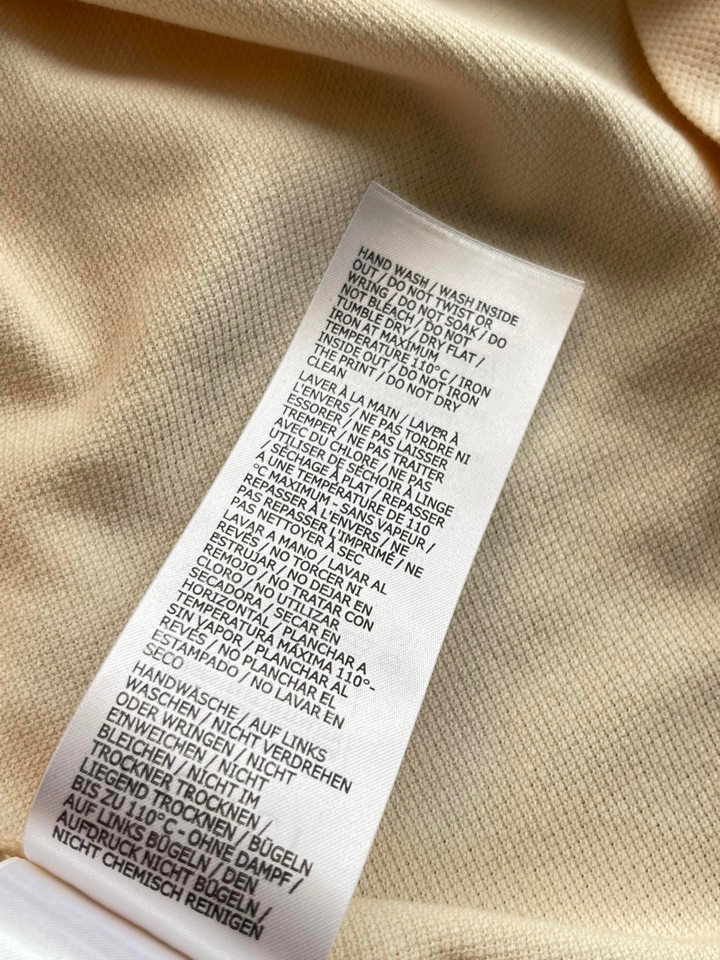 HAND WASH / WASH INSIDE
OUT / DO NOT TWIST OR
WRING / DO NOT SOAK / DO
NOT BLEACH / DO NOT
TUMBLE DRY / DRY FLAT /
IRON AT MAXIMUM
TEMPERATURE 110°C / IRON
INSIDE OUT / DO NOT IRON
THE PRINT / DO NOT DRY
CLEAN
LAVER À LA MAIN / LAVER À
L'ENVERS / NE PAS TORDRE NI
ESSORER / NE PAS LAISSER
TREMPER / NE PAS TRAITER
AVEC DU CHLORE / NE PAS
UTILISER DE SÉCHOIR À LINGE
/ SÉCHAGE À PLAT / REPASSER
À UNE TEMPÉRATURE DE 110
°C MAXIMUM - SANS VAPEUR /
REPASSER À L'ENVERS / NE
PAS REPASSER L'IMPRIMÉ / NE
PAS NETTOYER À SEC
LAVAR A MANO / LAVAR AL
REVÉS / NO TORCER NI
ESTRUJAR / NO DEJAR EN
REMOJO / NO TRATAR CON
CLORO / NO UTILIZAR
SECADORA / SECAR EN
HORIZONTAL / PLANCHAR A
TEMPERATURA MÁXIMA 110°-
SIN VAPOR / PLANCHAR AL
REVÉS / NO PLANCHAR EL
ESTAMPADO / NO LAVAR EN
SECO
HANDWÄSCHE / AUF LINKS
WASCHEN / NICHT VERDREHEN
ODER WRINGEN / NICHT
EINWEICHEN / NICHT
BLEICHEN / NICHT IM
TROCKNER TROCKNEN /
LIEGEND TROCKNEN / BÜGELN
BIS ZU 110°C - OHNE DAMPF /
AUF LINKS BÜGELN / DEN
AUFDRUCK NICHT BÜGELN /
NICHT CHEMISCH REINIGEN